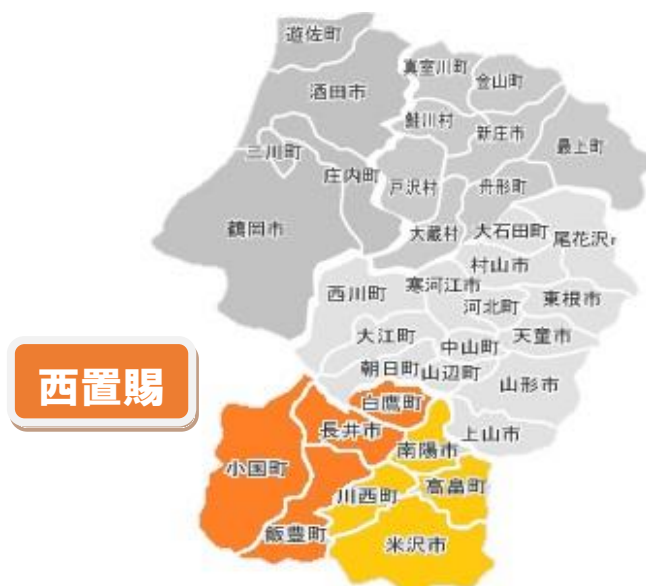 遊佐町
真室川町
金山町
酒田市
鮭川村
新庄市
最上町
三川町
庄内町
戸沢村
舟形町
鶴岡市
大蔵村
大石田町
尾花沢
村山市
西川町
寒河江市
河北町
東根市
大江町
中山町
天童市
朝日町
山辺町
山形市
西置賜
白鷹町
長井市
南陽市
上山市
小国町
川西町
高畠町
飯豊町
米沢市